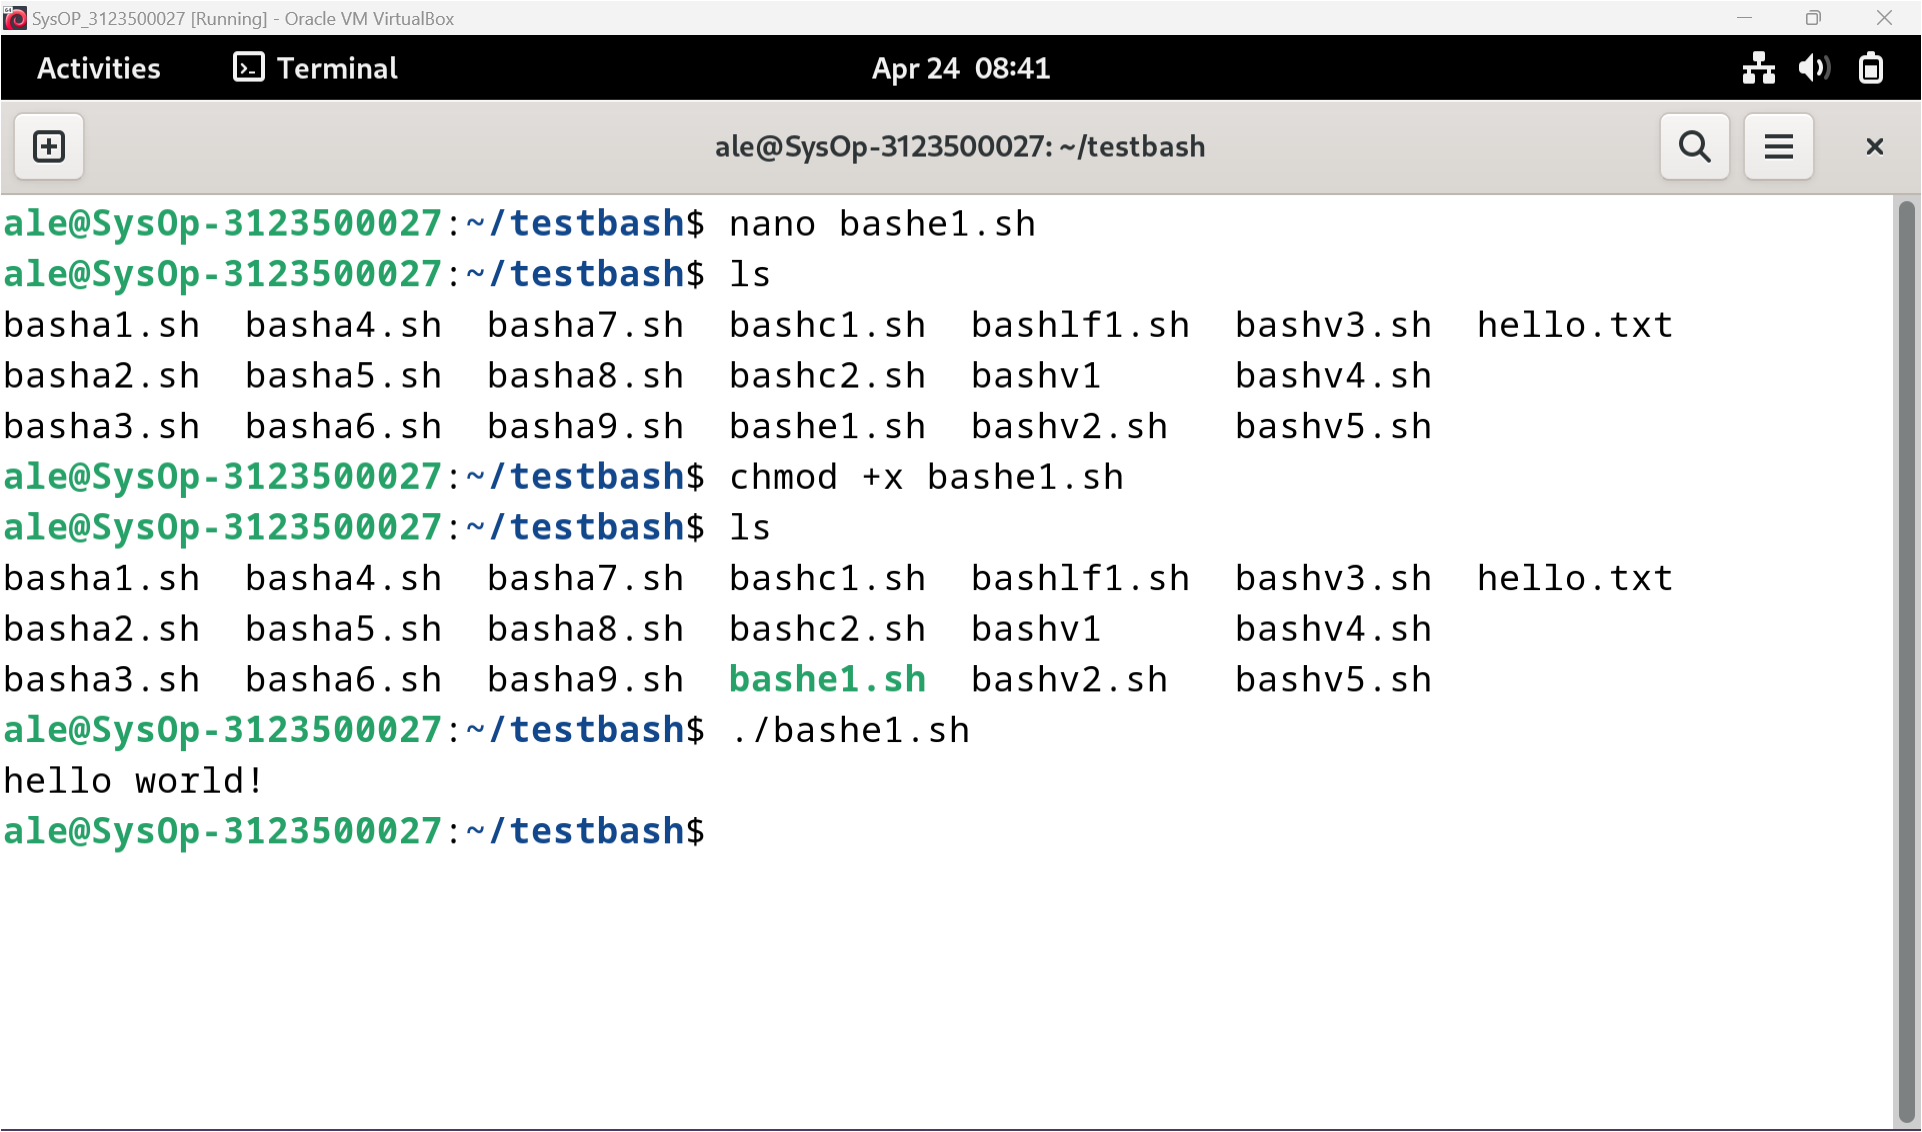 SysOP_3123500027 [Running] - Oracle VM VirtualBox
Activities Terminal Apr 24 08:41
ale@SysOp-3123500027: ~/testbash
ale@SysOp-3123500027:~/testbash$ nano bashe1.sh
ale@SysOp-3123500027:~/testbash$ ls
basha1.sh basha4.sh basha7.sh bashc1.sh bashlf1.sh bashv3.sh hello.txt
basha2.sh basha5.sh basha8.sh bashc2.sh bashv1 bashv4.sh
basha3.sh basha6.sh basha9.sh bashe1.sh bashv2.sh bashv5.sh
ale@SysOp-3123500027:~/testbash$ chmod +x bashe1.sh
ale@SysOp-3123500027:~/testbash$ ls
basha1.sh basha4.sh basha7.sh bashc1.sh bashlf1.sh bashv3.sh hello.txt
basha2.sh basha5.sh basha8.sh bashc2.sh bashv1 bashv4.sh
basha3.sh basha6.sh basha9.sh bashe1.sh bashv2.sh bashv5.sh
ale@SysOp-3123500027:~/testbash$ ./bashe1.sh
hello world!
ale@SysOp-3123500027:~/testbash$